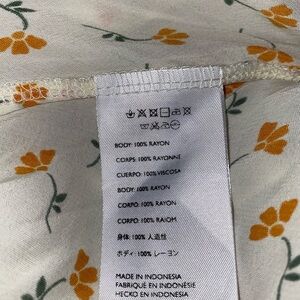 BODY: 100% RAYON
CORPS: 100% RAYONNE
CUERPO: 100% VISCOSA
BODY: 100% RAYON
CORPO: 100% RAYON
CORPO: 100% RAIOM
身体: 100% 人造丝
ボディ: 100% レーヨン
MADE IN INDONESIA
FABRIQUÉ EN INDONÉSIE
HECHO EN INDONESIA